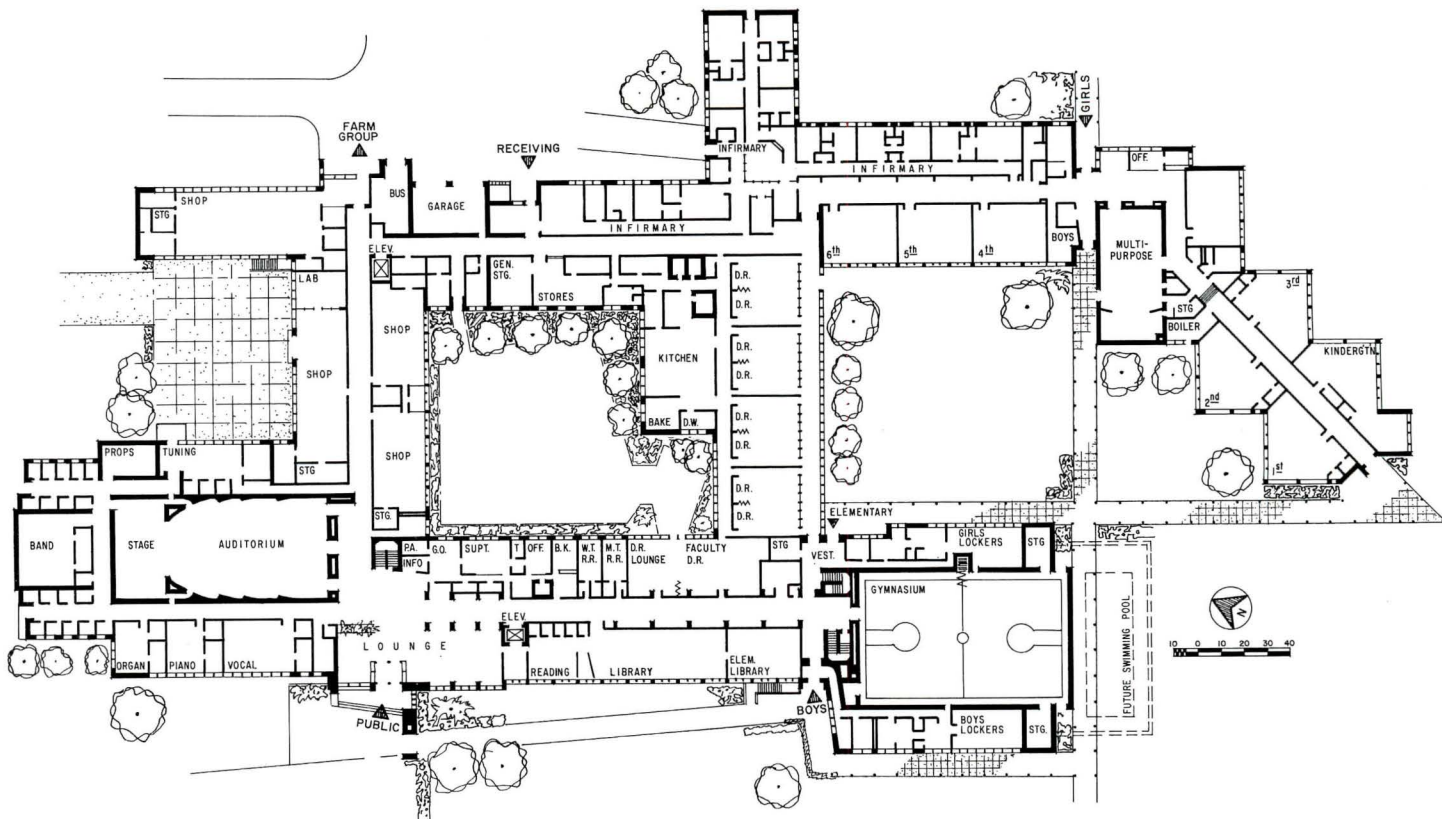 GIRLS
FARM
GROUP
RECEIVING
INFIRMARY
OFF.
INFIRMARY
BUS
SHOP
GARAGE
STG
INFIRMARY
BOYS
MULTI-
PURPOSE
ELEV.
6th
5th
4th
GEN.
STG.
D.R.
LAB
3rd
STORES
D.R.
STG
SHOP
BOILER
D.R.
KITCHEN
KINDERGTN.
SHOP
D.R.
2nd
D.R.
BAKE
D.W.
D.R.
PROPS
TUNING
SHOP
STG
1st
D.R.
STG.
D.R.
ELEMENTARY
BAND
STAGE
AUDITORIUM
P.A.
G.O.
SUPT.
T
OFF.
B.K.
W.T.
R.R.
M.T.
R.R.
D.R.
LOUNGE
FACULTY
D.R.
STG
VEST.
GIRLS
LOCKERS
STG
INFO
GYMNASIUM
ELEV.
N
LOUNGE
10 0 10 20 30 40
ORGAN
PIANO
VOCAL
READING
LIBRARY
ELEM.
LIBRARY
FUTURE SWIMMING POOL
PUBLIC
BOYS
BOYS
LOCKERS
STG.